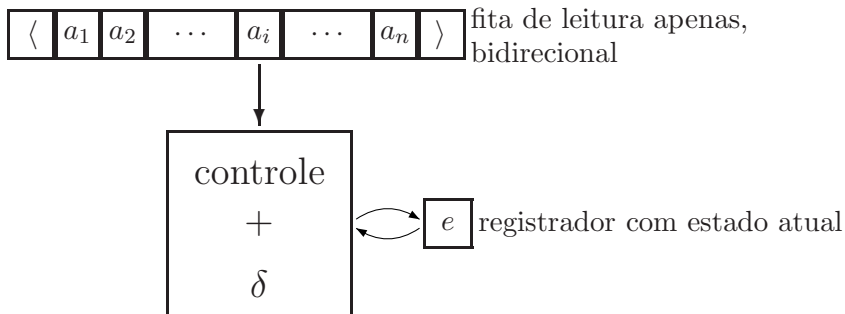 ⟨ a₁ a₂ ⋯ aᵢ ⋯ aₙ ⟩
fita de leitura apenas,
bidirecional
controle
+
δ
e
registrador com estado atual